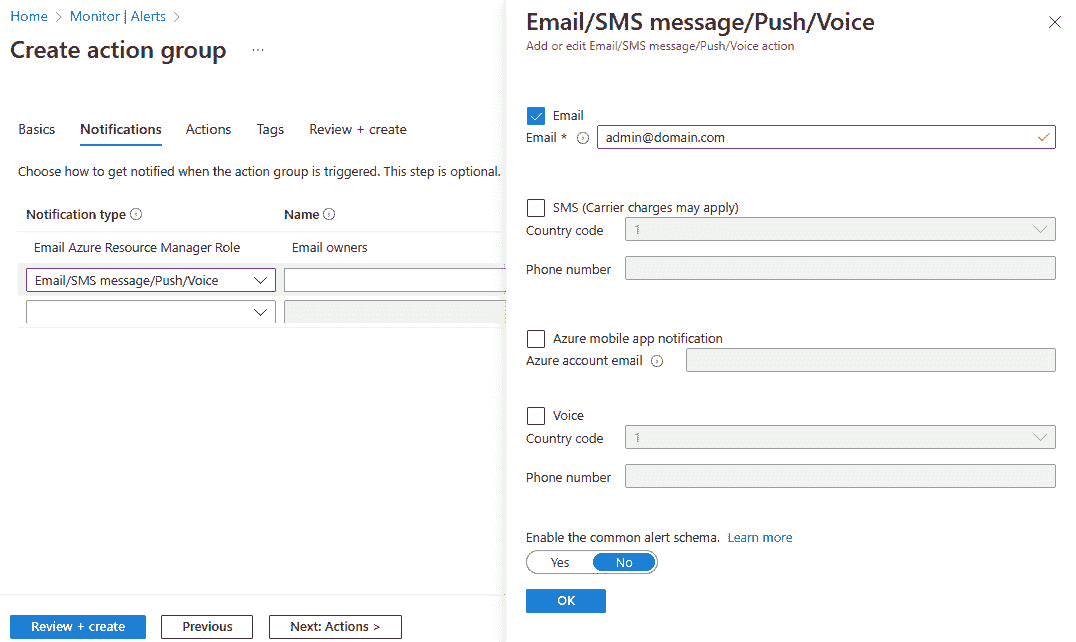 Home > Monitor | Alerts >
Create action group ...
Basics Notifications Actions Tags Review + create
Choose how to get notified when the action group is triggered. This step is optional.
Notification type Name
Email Azure Resource Manager Role Email owners
Email/SMS message/Push/Voice
Review + create Previous Next: Actions >
Email/SMS message/Push/Voice
Add or edit Email/SMS message/Push/Voice action
Email
Email * admin@domain.com
SMS (Carrier charges may apply)
Country code 1
Phone number
Azure mobile app notification
Azure account email
Voice
Country code 1
Phone number
Enable the common alert schema. Learn more
Yes No
OK